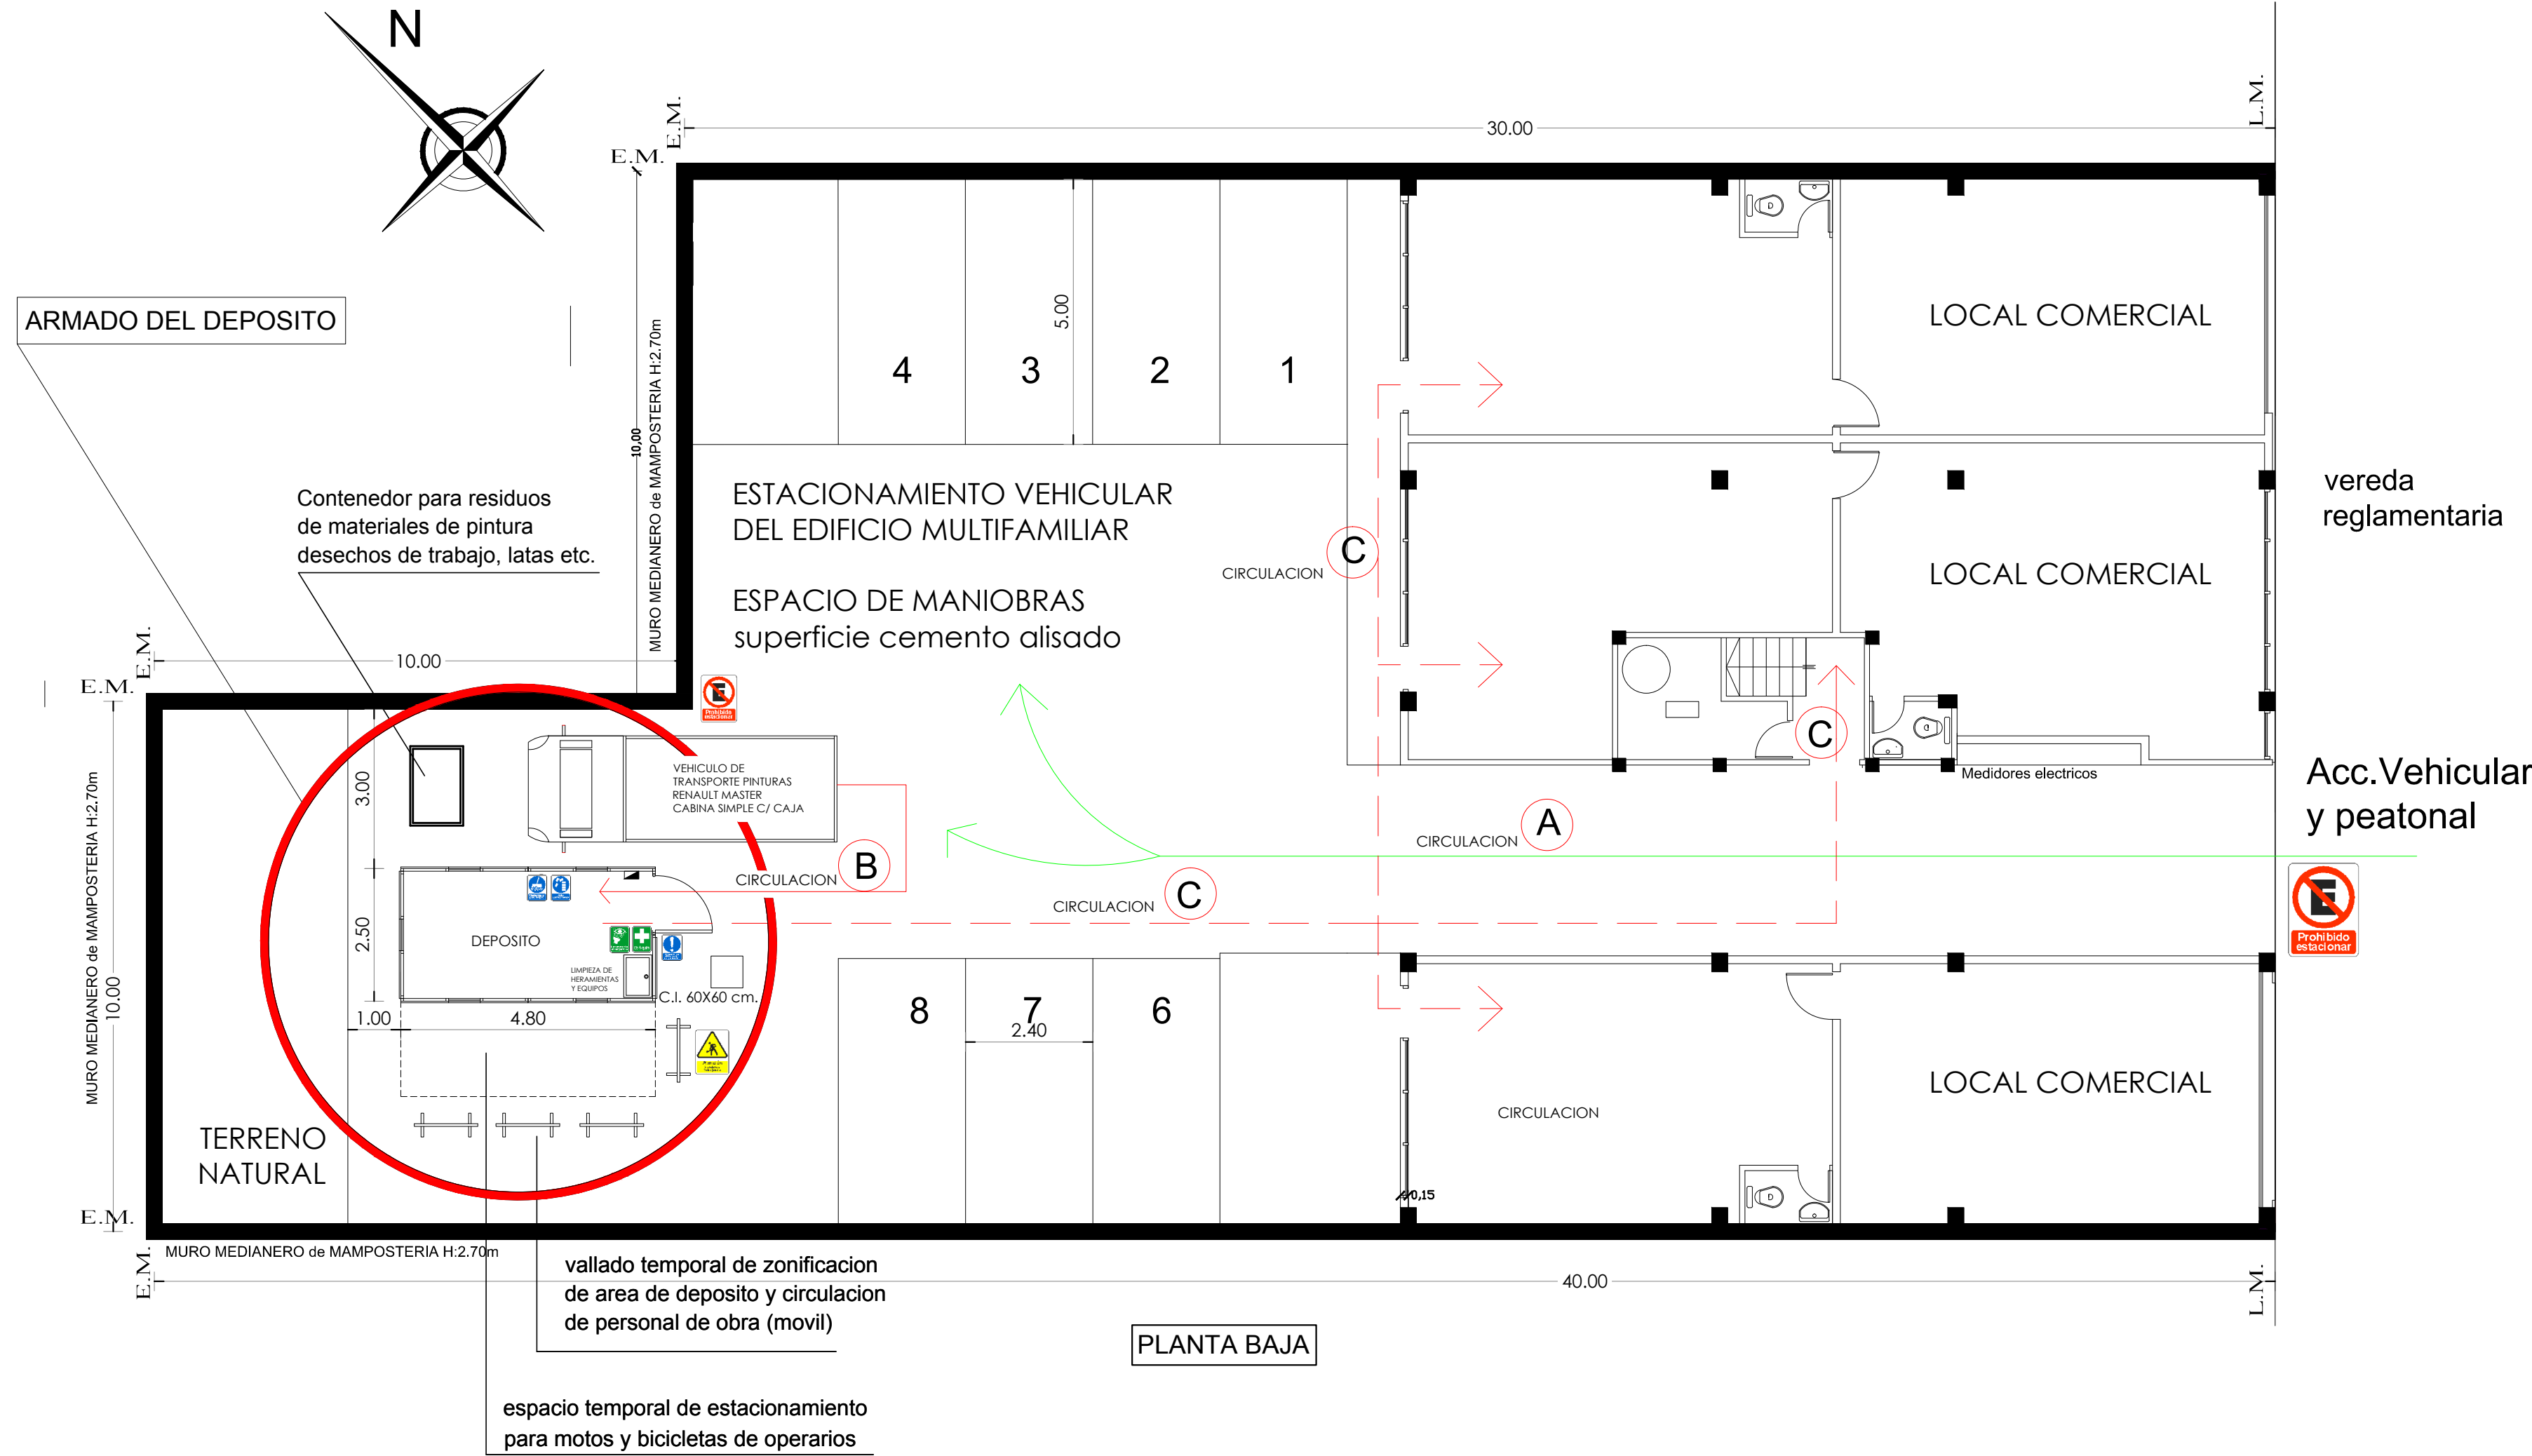 N
E.M.
L.M.
30.00
E.M.
ARMADO DEL DEPOSITO
5.00
LOCAL COMERCIAL
4
3
2
1
10,00
MURO MEDIANERO de MAMPOSTERIA H:2.70m
Contenedor para residuos
de materiales de pintura
desechos de trabajo, latas etc.
ESTACIONAMIENTO VEHICULAR
DEL EDIFICIO MULTIFAMILIAR
ESPACIO DE MANIOBRAS
superficie cemento alisado
CIRCULACION
C
LOCAL COMERCIAL
vereda
reglamentaria
E.M.
10.00
E.M.
E
Prohibido
estacionar
C
Medidores electricos
Acc.Vehicular
y peatonal
VEHICULO DE
TRANSPORTE PINTURAS
RENAULT MASTER
CABINA SIMPLE C/ CAJA
3.00
MURO MEDIANERO de MAMPOSTERIA H:2.70m
10.00
CIRCULACION
A
CIRCULACION
B
CIRCULACION
C
E
Prohibido
estacionar
2.50
DEPOSITO
LIMPIEZA DE
HERAMIENTAS
Y EQUIPOS
C.I. 60X60 cm.
1.00
4.80
8
7
6
2.40
LOCAL COMERCIAL
CIRCULACION
TERRENO
NATURAL
0,15
E.M.
E.M.
MURO MEDIANERO de MAMPOSTERIA H:2.70m
vallado temporal de zonificacion
de area de deposito y circulacion
de personal de obra (movil)
40.00
L.M.
PLANTA BAJA
espacio temporal de estacionamiento
para motos y bicicletas de operarios